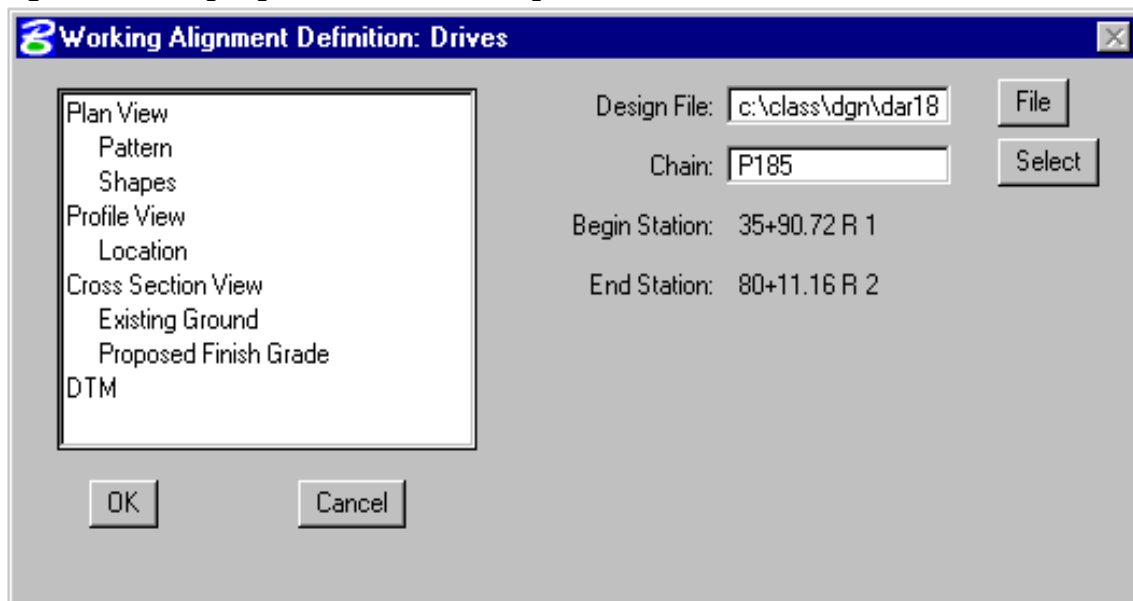 Working Alignment Definition: Drives
Plan View
Pattern
Shapes
Profile View
Location
Cross Section View
Existing Ground
Proposed Finish Grade
DTM
Design File: c:\class\dgn\dar18 File
Chain: P185 Select
Begin Station: 35+90.72 R 1
End Station: 80+11.16 R 2
OK Cancel